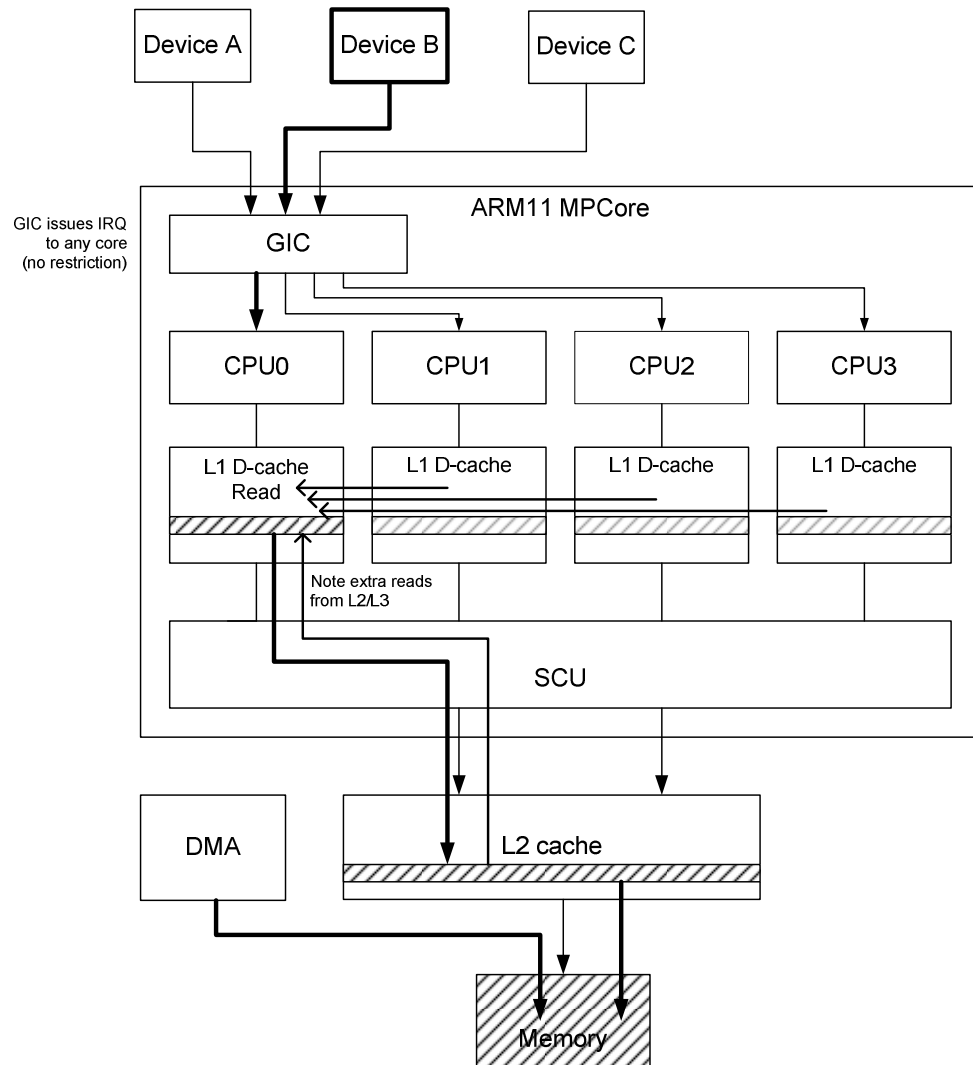 Device A
Device B
Device C
ARM11 MPCore
GIC issues IRQ
to any core
(no restriction)
GIC
CPU0
CPU1
CPU2
CPU3
L1 D-cache
Read
L1 D-cache
L1 D-cache
L1 D-cache
Note extra reads
from L2/L3
SCU
DMA
L2 cache
Memory